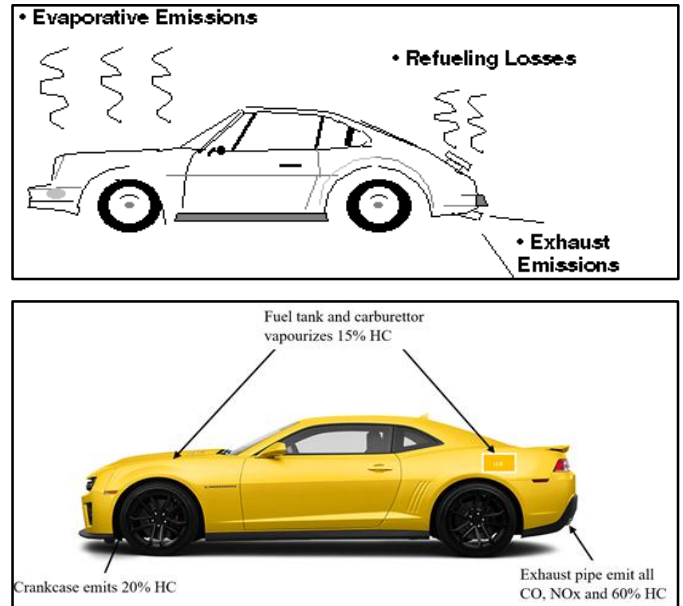 • Evaporative Emissions
• Refueling Losses
• Exhaust
Emissions
Fuel tank and carburettor
vapourizes 15% HC
Crankcase emits 20% HC
Exhaust pipe emit all
CO, NOx and 60% HC